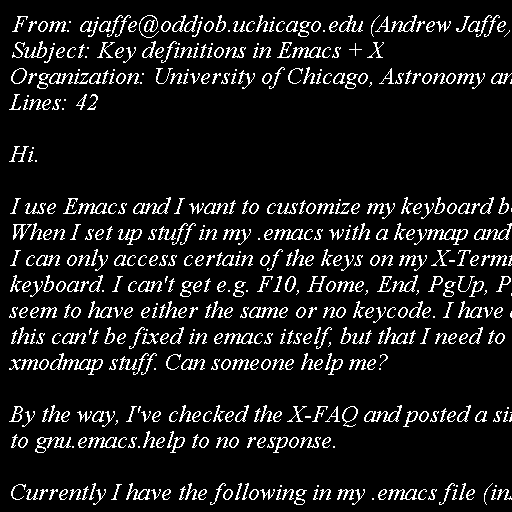 From: ajaffe@oddjob.uchicago.edu (Andrew Jaffe,
Subject: Key definitions in Emacs + X
Organization: University of Chicago, Astronomy an
Lines: 42
Hi.
I use Emacs and I want to customize my keyboard b
When I set up stuff in my .emacs with a keymap and
I can only access certain of the keys on my X-Termi
keyboard. I can't get e.g. F10, Home, End, PgUp, P
seem to have either the same or no keycode. I have
this can't be fixed in emacs itself, but that I need to
xmodmap stuff. Can someone help me?
By the way, I've checked the X-FAQ and posted a si
to gnu.emacs.help to no response.
Currently I have the following in my .emacs file (in